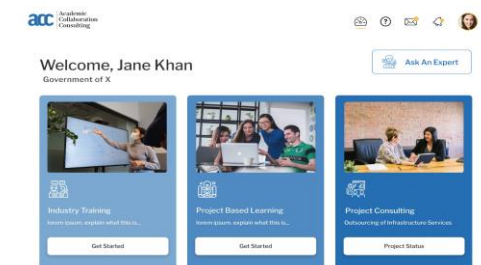 acc Academic
Collaboration
Consulting
Welcome, Jane Khan
Government of X
Ask An Expert
Industry Training
lorem ipsum, explain what this is...
Get Started
Project Based Learning
lorem ipsum, explain what this is...
Get Started
Project Consulting
Outsourcing of Infrastructure Services
Project Status